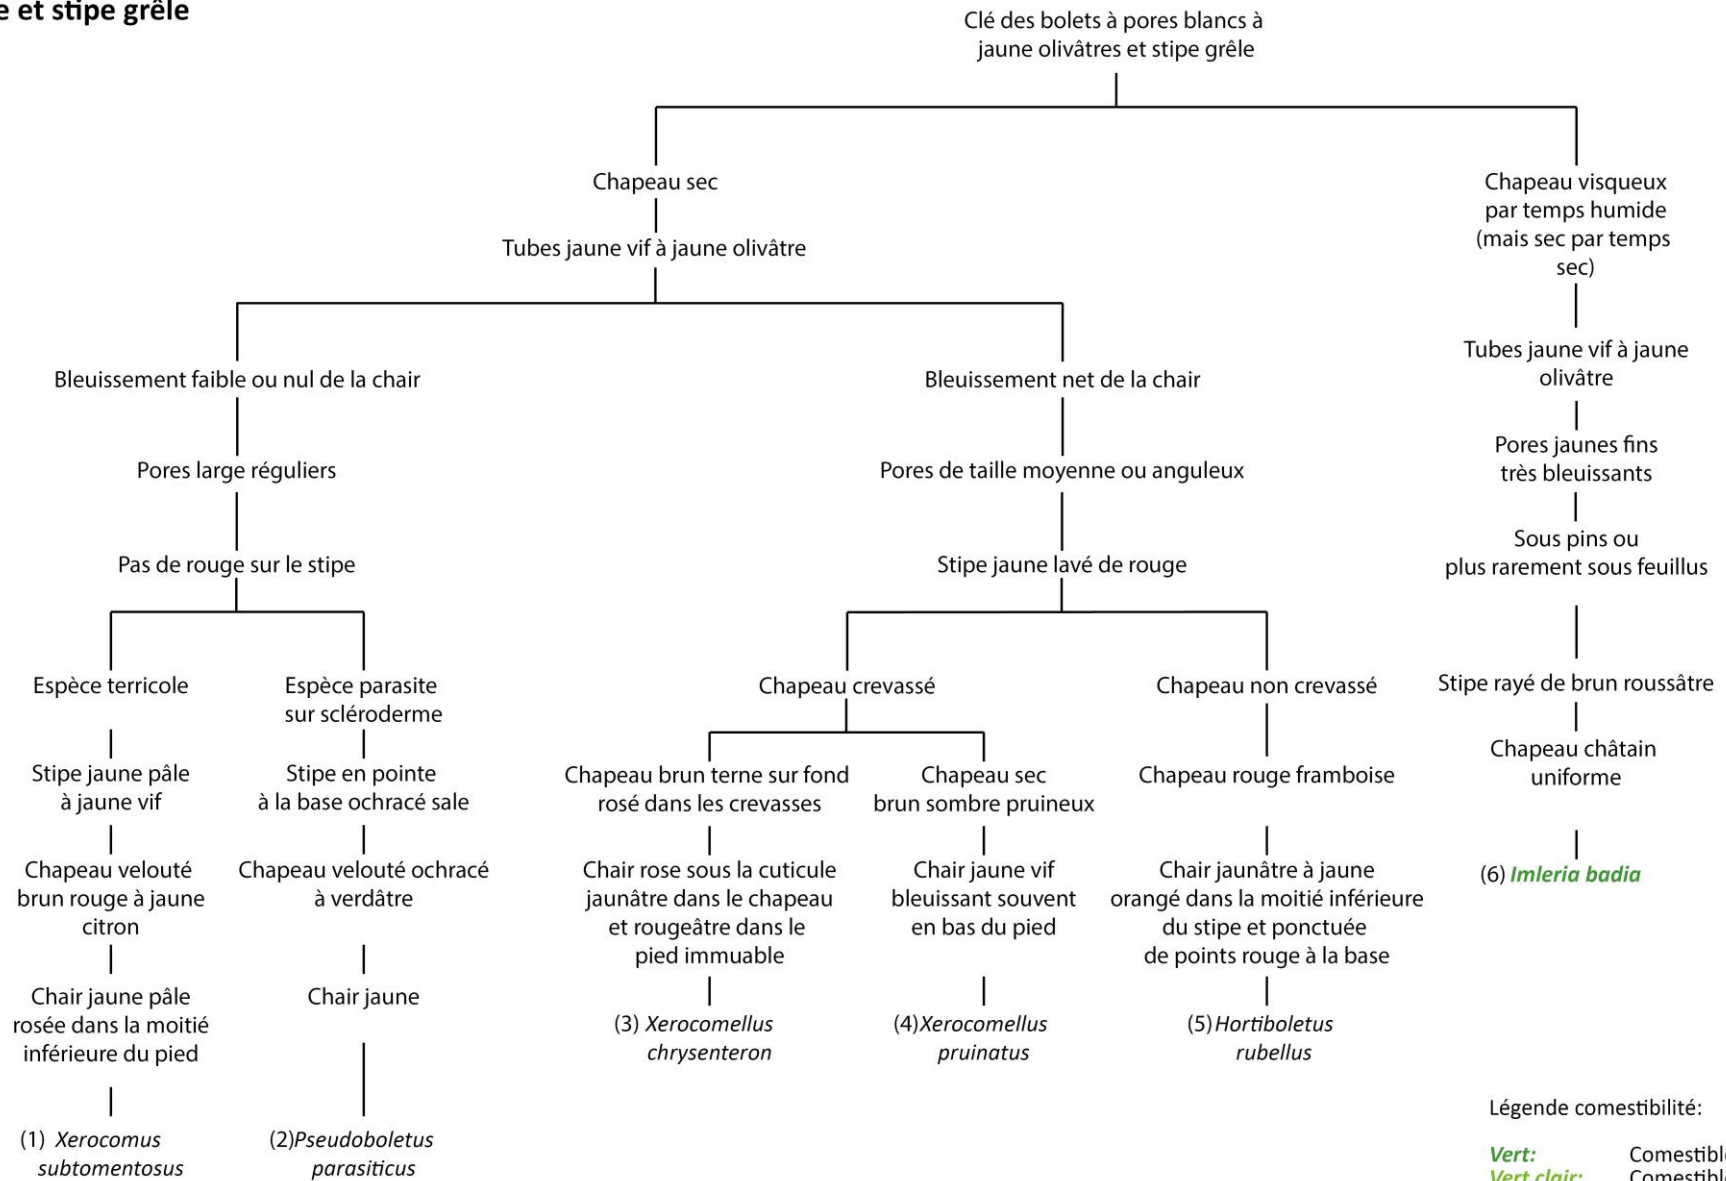 e et stipe grêle
Clé des bolets à pores blancs à
jaune olivâtres et stipe grêle
Chapeau sec
Tubes jaune vif à jaune olivâtre
Bleuissement faible ou nul de la chair
Pores large réguliers
Pas de rouge sur le stipe
Espèce terricole
Stipe jaune pâle
à jaune vif
Chapeau velouté
brun rouge à jaune
citron
Chair jaune pâle
rosée dans la moitié
inférieure du pied
(1) Xerocomus
subtomentosus
Espèce parasite
sur scléroderme
Stipe en pointe
à la base ochracé sale
Chapeau velouté ochracé
à verdâtre
Chair jaune
(2)Pseudoboletus
parasiticus
Bleuissement net de la chair
Pores de taille moyenne ou anguleux
Stipe jaune lavé de rouge
Chapeau crevassé
Chapeau brun terne sur fond
rosé dans les crevasses
Chair rose sous la cuticule
jaunâtre dans le chapeau
et rougeâtre dans le
pied immuable
(3) Xerocomellus
chrysenteron
Chapeau sec
brun sombre pruineux
Chair jaune vif
bleuissant souvent
en bas du pied
(4)Xerocomellus
pruinatus
Chapeau non crevassé
Chapeau rouge framboise
Chair jaunâtre à jaune
orangé dans la moitié inférieure
du stipe et ponctuée
de points rouge à la base
(5)Hortiboletus
rubellus
Chapeau visqueux
par temps humide
(mais sec par temps
sec)
Tubes jaune vif à jaune
olivâtre
Pores jaunes fins
très bleuissants
Sous pins ou
plus rarement sous feuillus
Stipe rayé de brun roussâtre
Chapeau châtain
uniforme
(6) Imleria badia
Légende comestibilité:
Vert: Comestible
Vert clair: Comestible